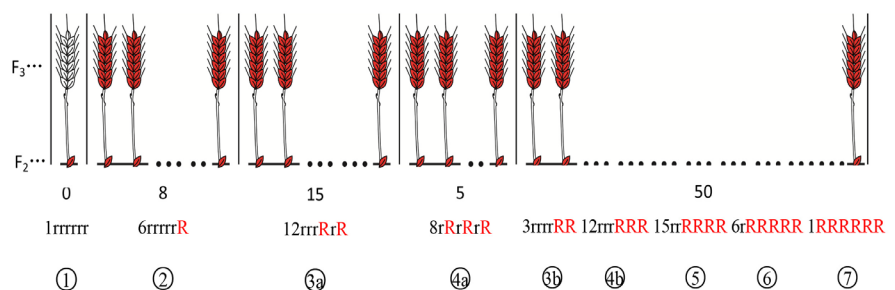 F₃...
F₂...
0 8 15 5 50
1rrrrrr 6rrrrrR 12rrrRrR 8rRrRrR 3rrrrRR 12rrrRRR 15rrRRRR 6rRRRRR 1RRRRRR
① ② 3a 4a 3b 4b ⑤ ⑥ ⑦